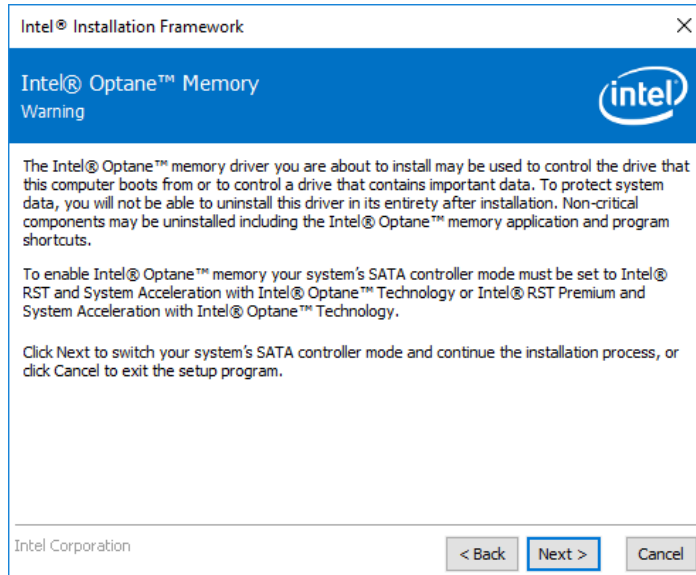 Intel® Installation Framework
Intel® Optane™ Memory
Warning
intel
The Intel® Optane™ memory driver you are about to install may be used to control the drive that
this computer boots from or to control a drive that contains important data. To protect system
data, you will not be able to uninstall this driver in its entirety after installation. Non-critical
components may be uninstalled including the Intel® Optane™ memory application and program
shortcuts.
To enable Intel® Optane™ memory your system's SATA controller mode must be set to Intel®
RST and System Acceleration with Intel® Optane™ Technology or Intel® RST Premium and
System Acceleration with Intel® Optane™ Technology.
Click Next to switch your system's SATA controller mode and continue the installation process, or
click Cancel to exit the setup program.
Intel Corporation
< Back Next > Cancel